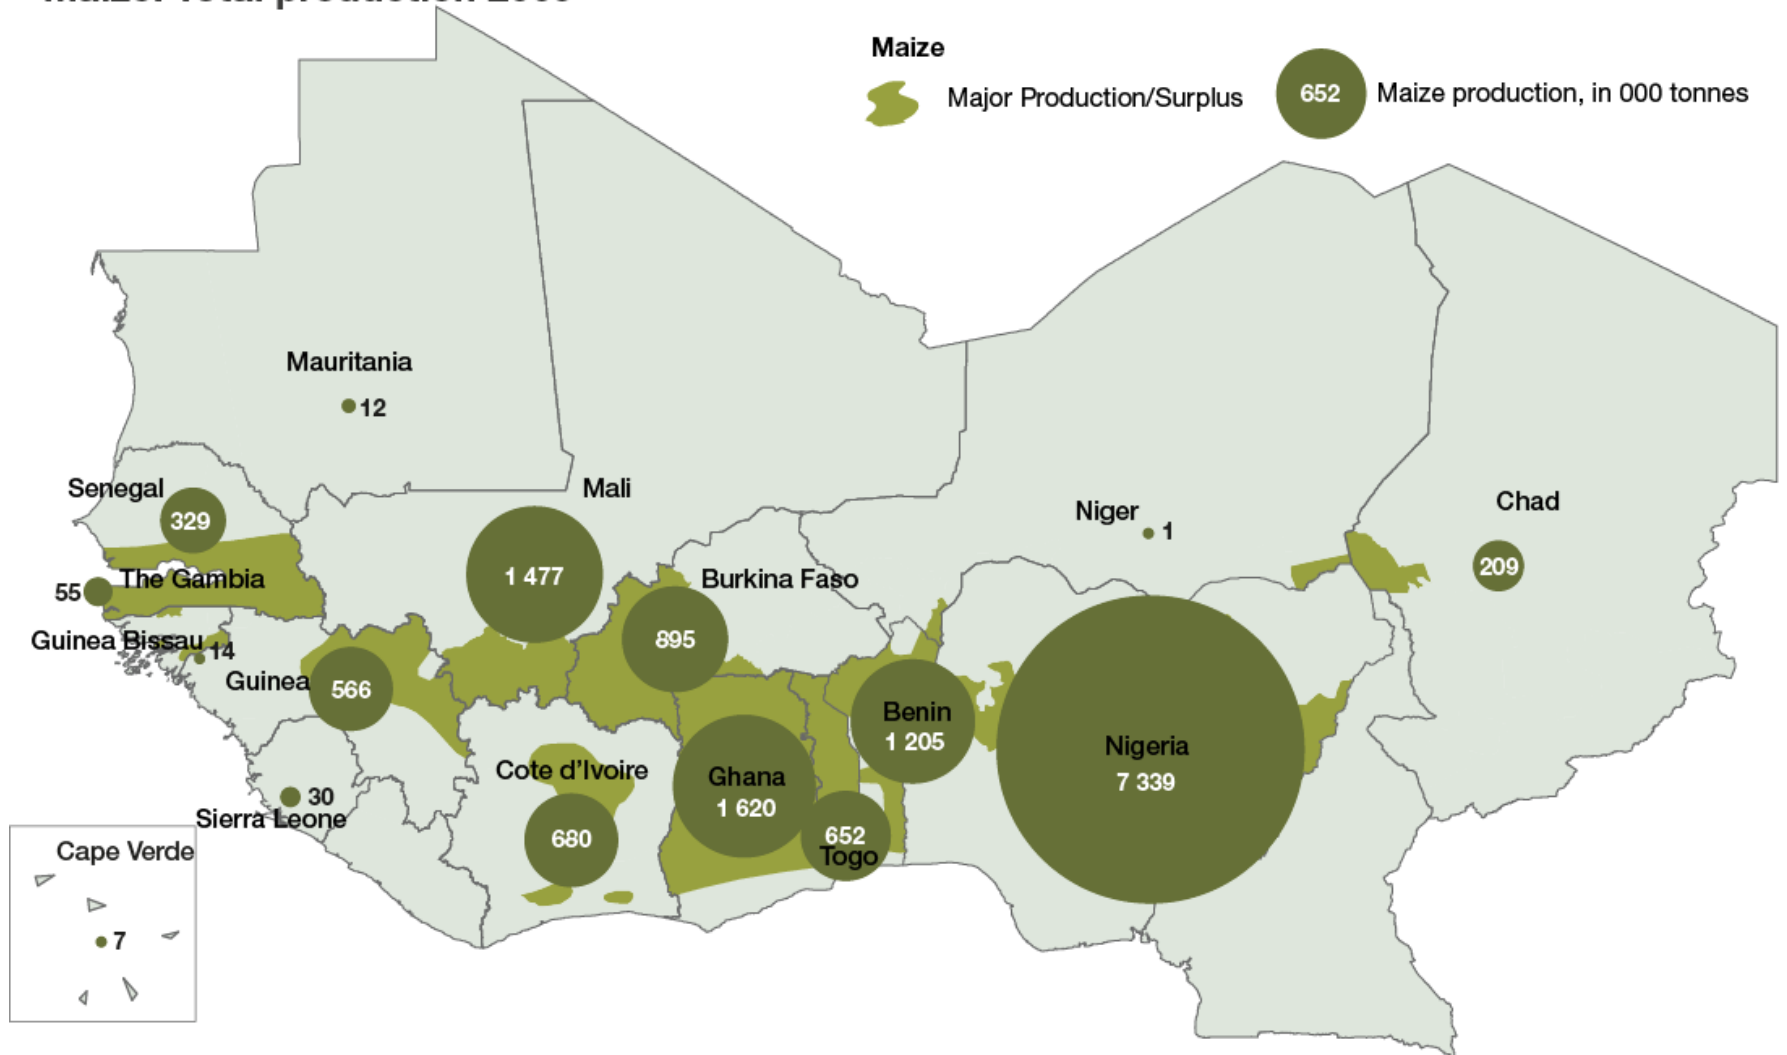 Maize
Major Production/Surplus
652
Maize production, in 000 tonnes
Mauritania
12
Senegal
329
Mali
1 477
Niger
1
Chad
209
55
The Gambia
Burkina Faso
895
Guinea Bissau
14
Guinea
566
Benin
1 205
Nigeria
7 339
Cote d'Ivoire
680
Ghana
1 620
652
Togo
30
Sierra Leone
Cape Verde
7